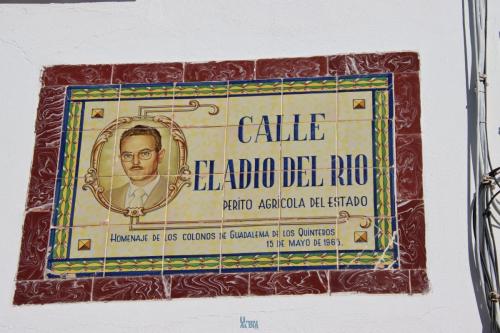 CALLE
ELADIO DEL RIO
PERITO AGRICOLA DEL ESTADO
HOMENAJE DE LOS COLONOS DE GUADALEMA DE LOS QUINTEROS
15 DE MAYO DE 1965.